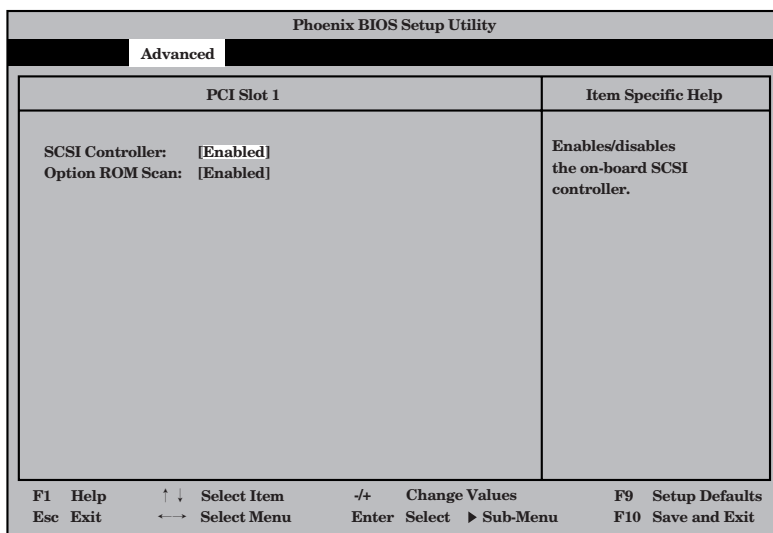 Phoenix BIOS Setup Utility
Advanced
PCI Slot 1
Item Specific Help
SCSI Controller: [Enabled]
Option ROM Scan: [Enabled]
Enables/disables
the on-board SCSI
controller.
F1 Help ↑↓ Select Item -/+ Change Values F9 Setup Defaults
Esc Exit ←→ Select Menu Enter Select ▶ Sub-Menu F10 Save and Exit